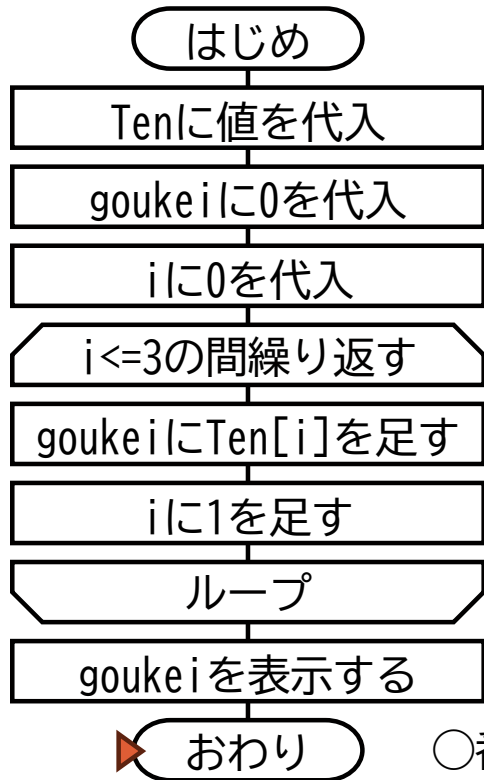 はじめ
Tenに値を代入
goukeiに0を代入
iに0を代入
i<=3の間繰り返す
goukeiにTen[i]を足す
iに1を足す
ループ
goukeiを表示する
おわり